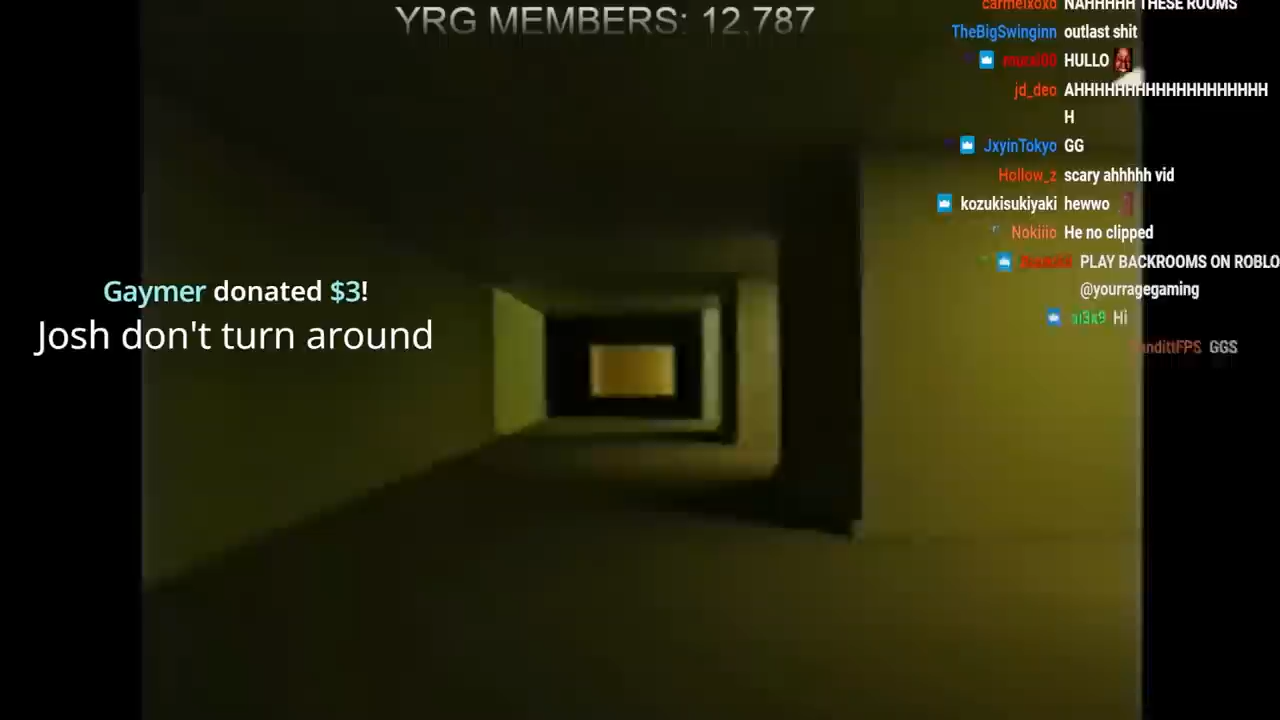 YRG MEMBERS: 12,787
carmelxoxo NAHHHHH THESE ROOMS
TheBigSwinginn outlast shit
HULLO
jd_deo AHHHHHHHHHHHHHHHHHHHH
H
JxyinTokyo GG
Hollow_z scary ahhhhh vid
kozukisukiyaki hewwo
Nokiiio He no clipped
PLAY BACKROOMS ON ROBLO
@yourragegaming
Hi
GGS
Gaymer donated $3!
Josh don't turn around